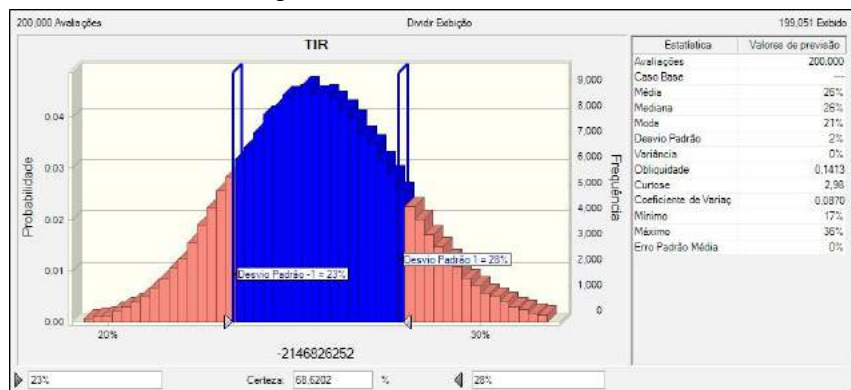 200,000 Avaliações
Dividir Exibição
199,051 Exibido
TIR
Probabilidade
0.04
0.03
0.02
0.01
0.00
9,000
8,000
7,000
6,000
5,000
4,000
3,000
2,000
1,000
0
Frequência
Desvio Padrão -1 = 23%
Desvio Padrão 1 = 28%
20%
30%
-2146826252
Estatística Valores de previsão
Avaliações 200.000
Caso Base ---
Média 26%
Mediana 26%
Moda 21%
Desvio Padrão 2%
Variância 0%
Obliquidade 0.1413
Curtose 2,98
Coeficiente de Variaç 0.0870
Mínimo 17%
Máximo 36%
Erro Padrão Média 0%
23%
Certeza: 68,6202 %
28%